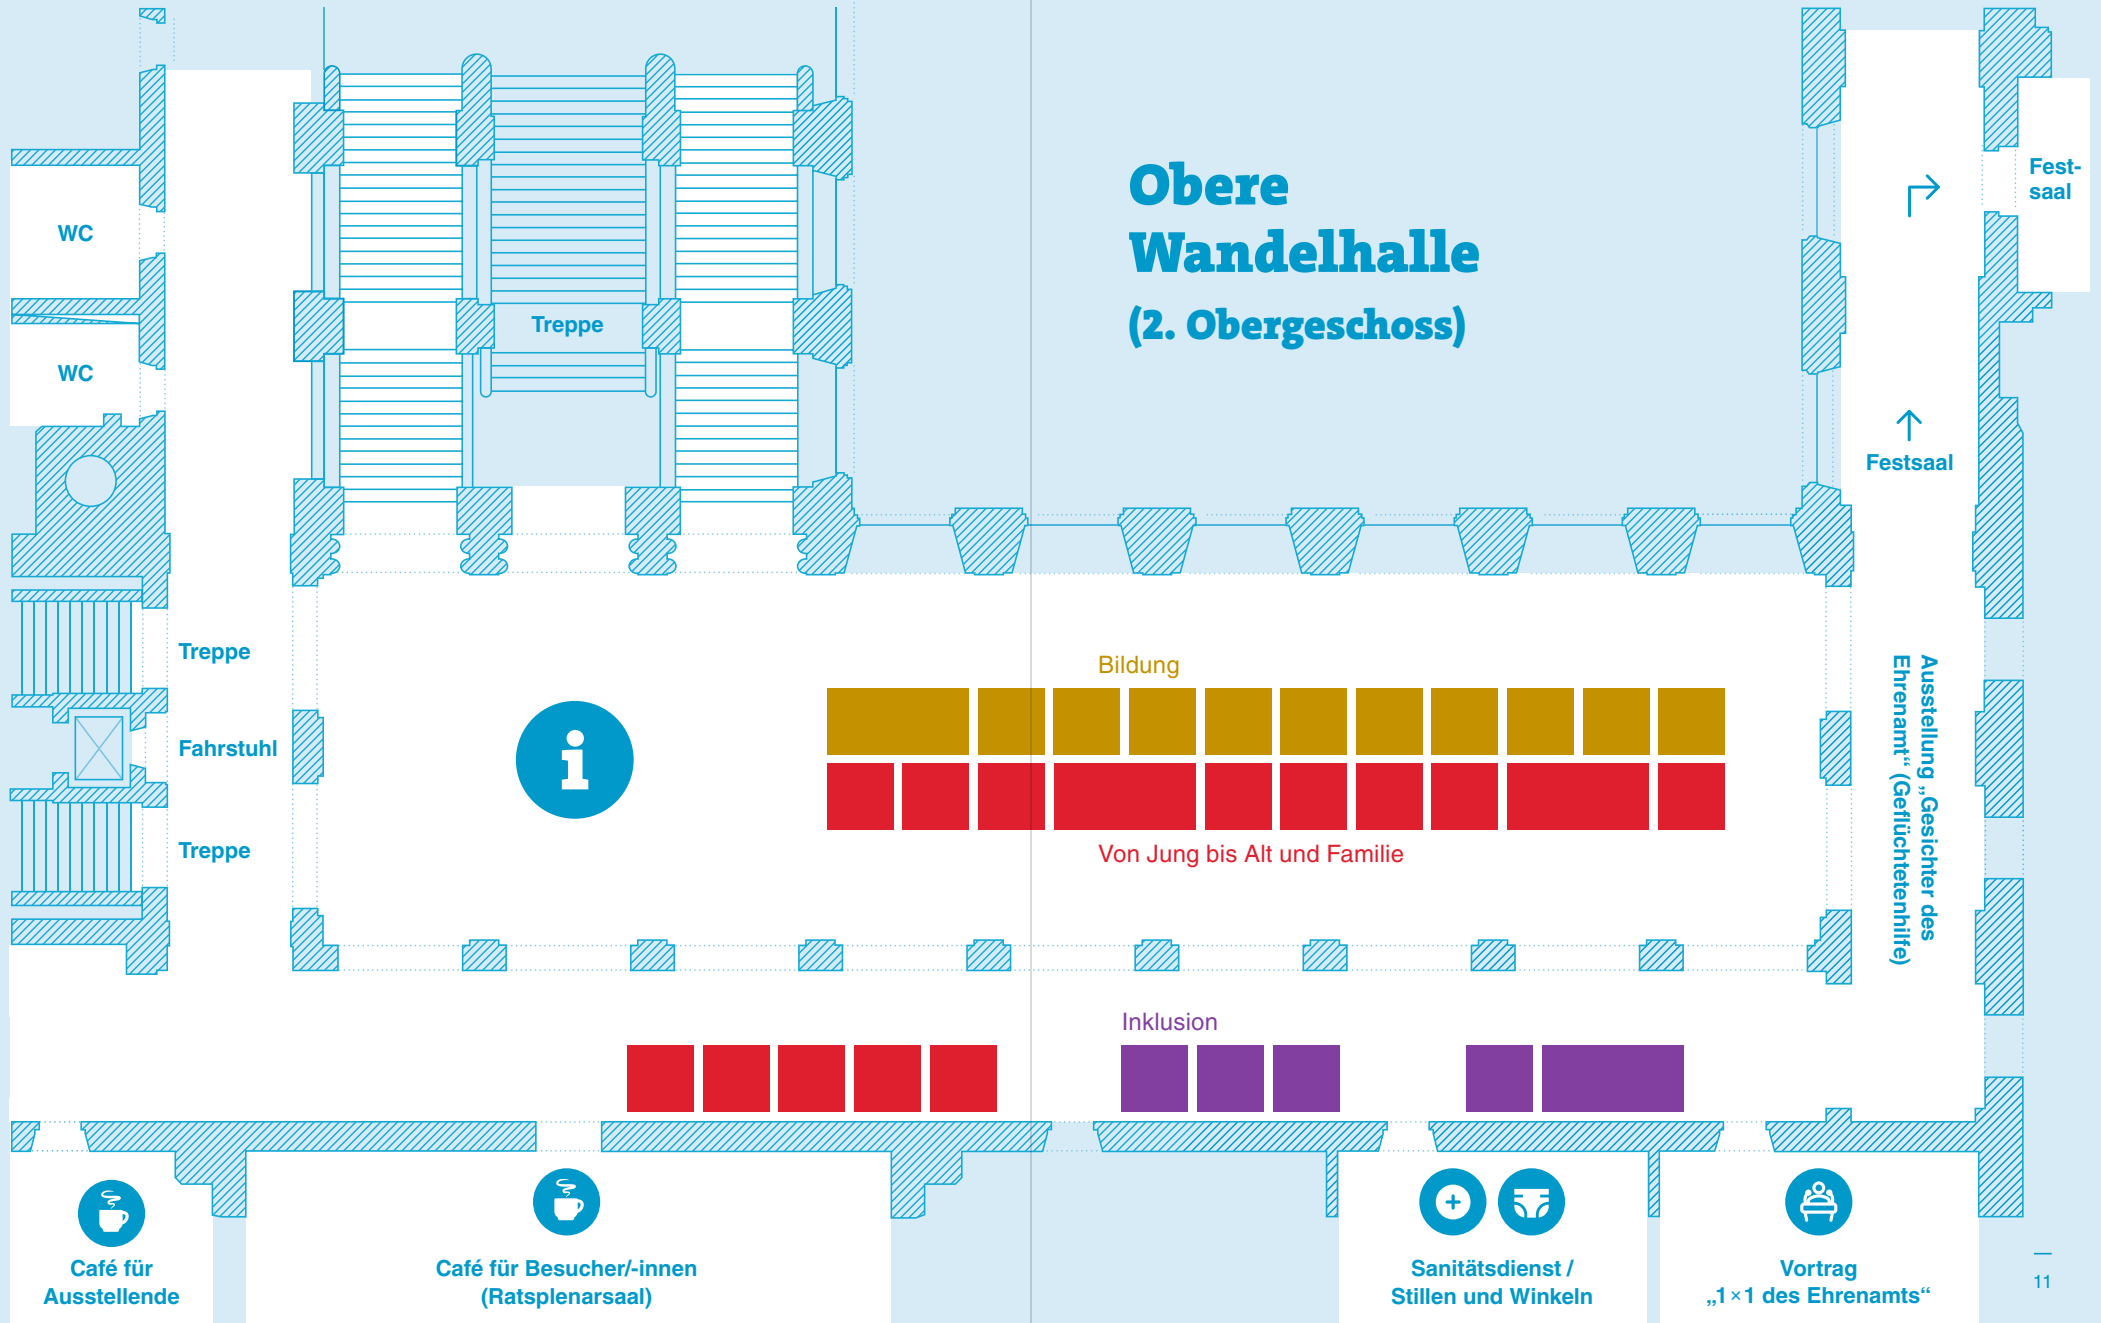 Obere
Wandelhalle
(2. Obergeschoss)
WC
WC
Treppe
Fest-
saal
Festsaal
Treppe
Fahrstuhl
Treppe
i
Bildung
Von Jung bis Alt und Familie
Ausstellung „Gesichter des
Ehrenamt“ (Geflüchtetenhilfe)
Inklusion
Café für
Ausstellende
Café für Besucher/-innen
(Ratsplenarsaal)
Sanitätsdienst /
Stillen und Winkeln
Vortrag
„1×1 des Ehrenamts“
11